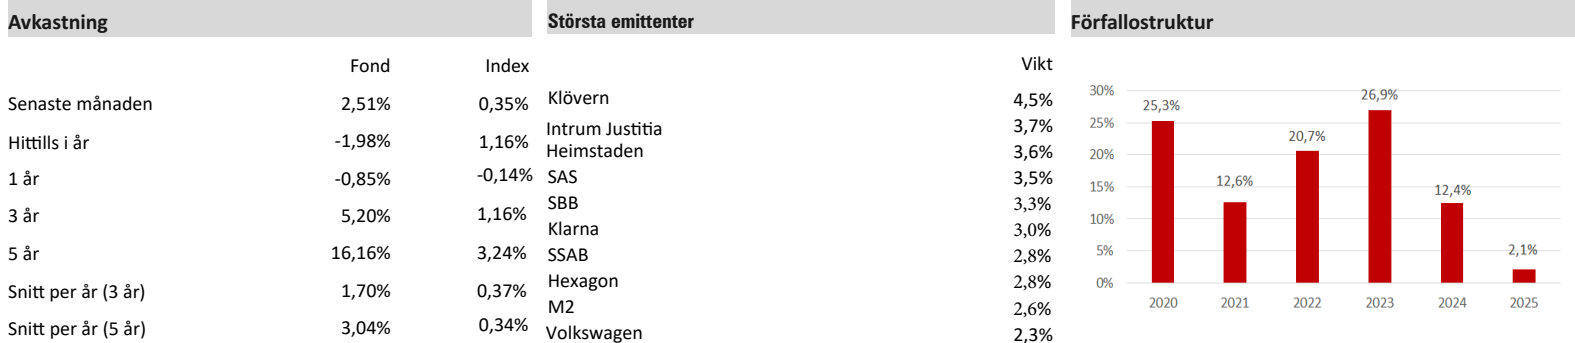 Avkastning
Fond Index
Senaste månaden 2,51% 0,35%
Hittills i år -1,98% 1,16%
1 år -0,85% -0,14%
3 år 5,20% 1,16%
5 år 16,16% 3,24%
Snitt per år (3 år) 1,70% 0,37%
Snitt per år (5 år) 3,04% 0,34%
Största emittenter
Vikt
Klövern 4,5%
Intrum Justitia 3,7%
Heimstaden 3,6%
SAS 3,5%
SBB 3,3%
Klarna 3,0%
SSAB 2,8%
Hexagon 2,8%
M2 2,6%
Volkswagen 2,3%
Förfallostruktur
30%
25%
20%
15%
10%
5%
0%
25,3% 12,6% 20,7% 26,9% 12,4% 2,1%
2020 2021 2022 2023 2024 2025